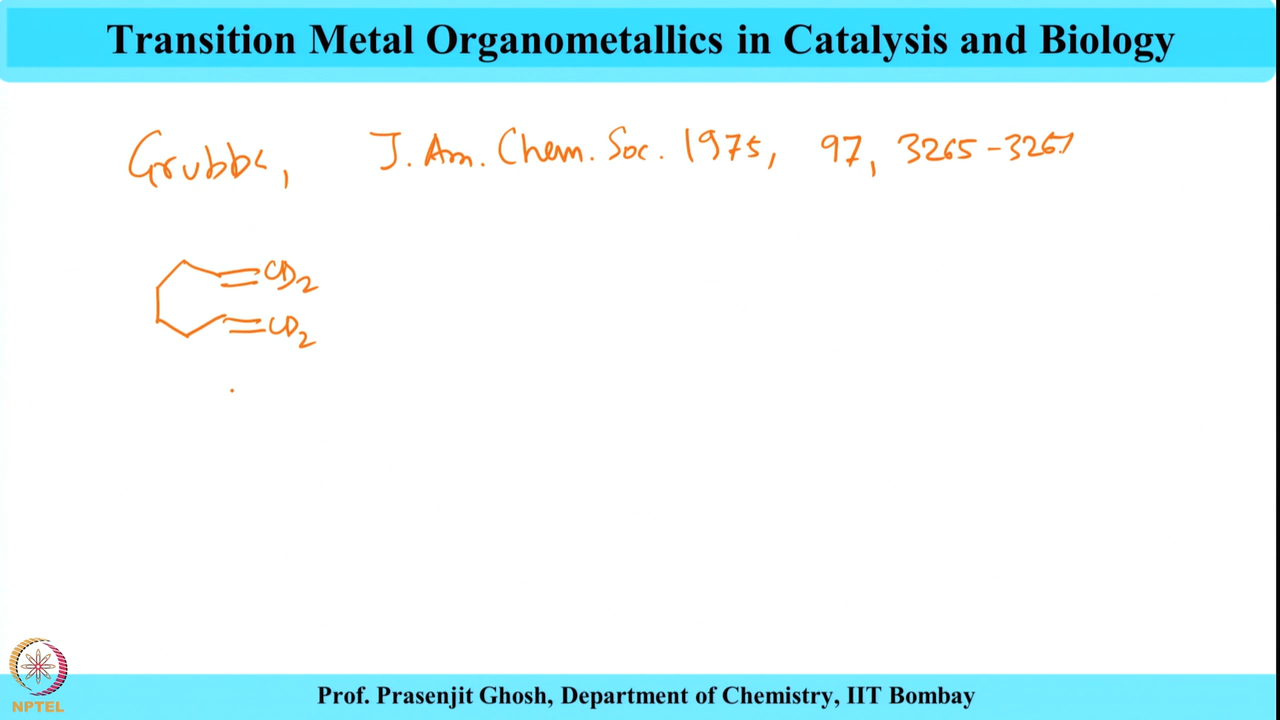 Transition Metal Organometallics in Catalysis and Biology
Grubbs, J. Am. Chem. Soc. 1975, 97, 3265-3267
CD2
CD2
NPTEL
Prof. Prasenjit Ghosh, Department of Chemistry, IIT Bombay